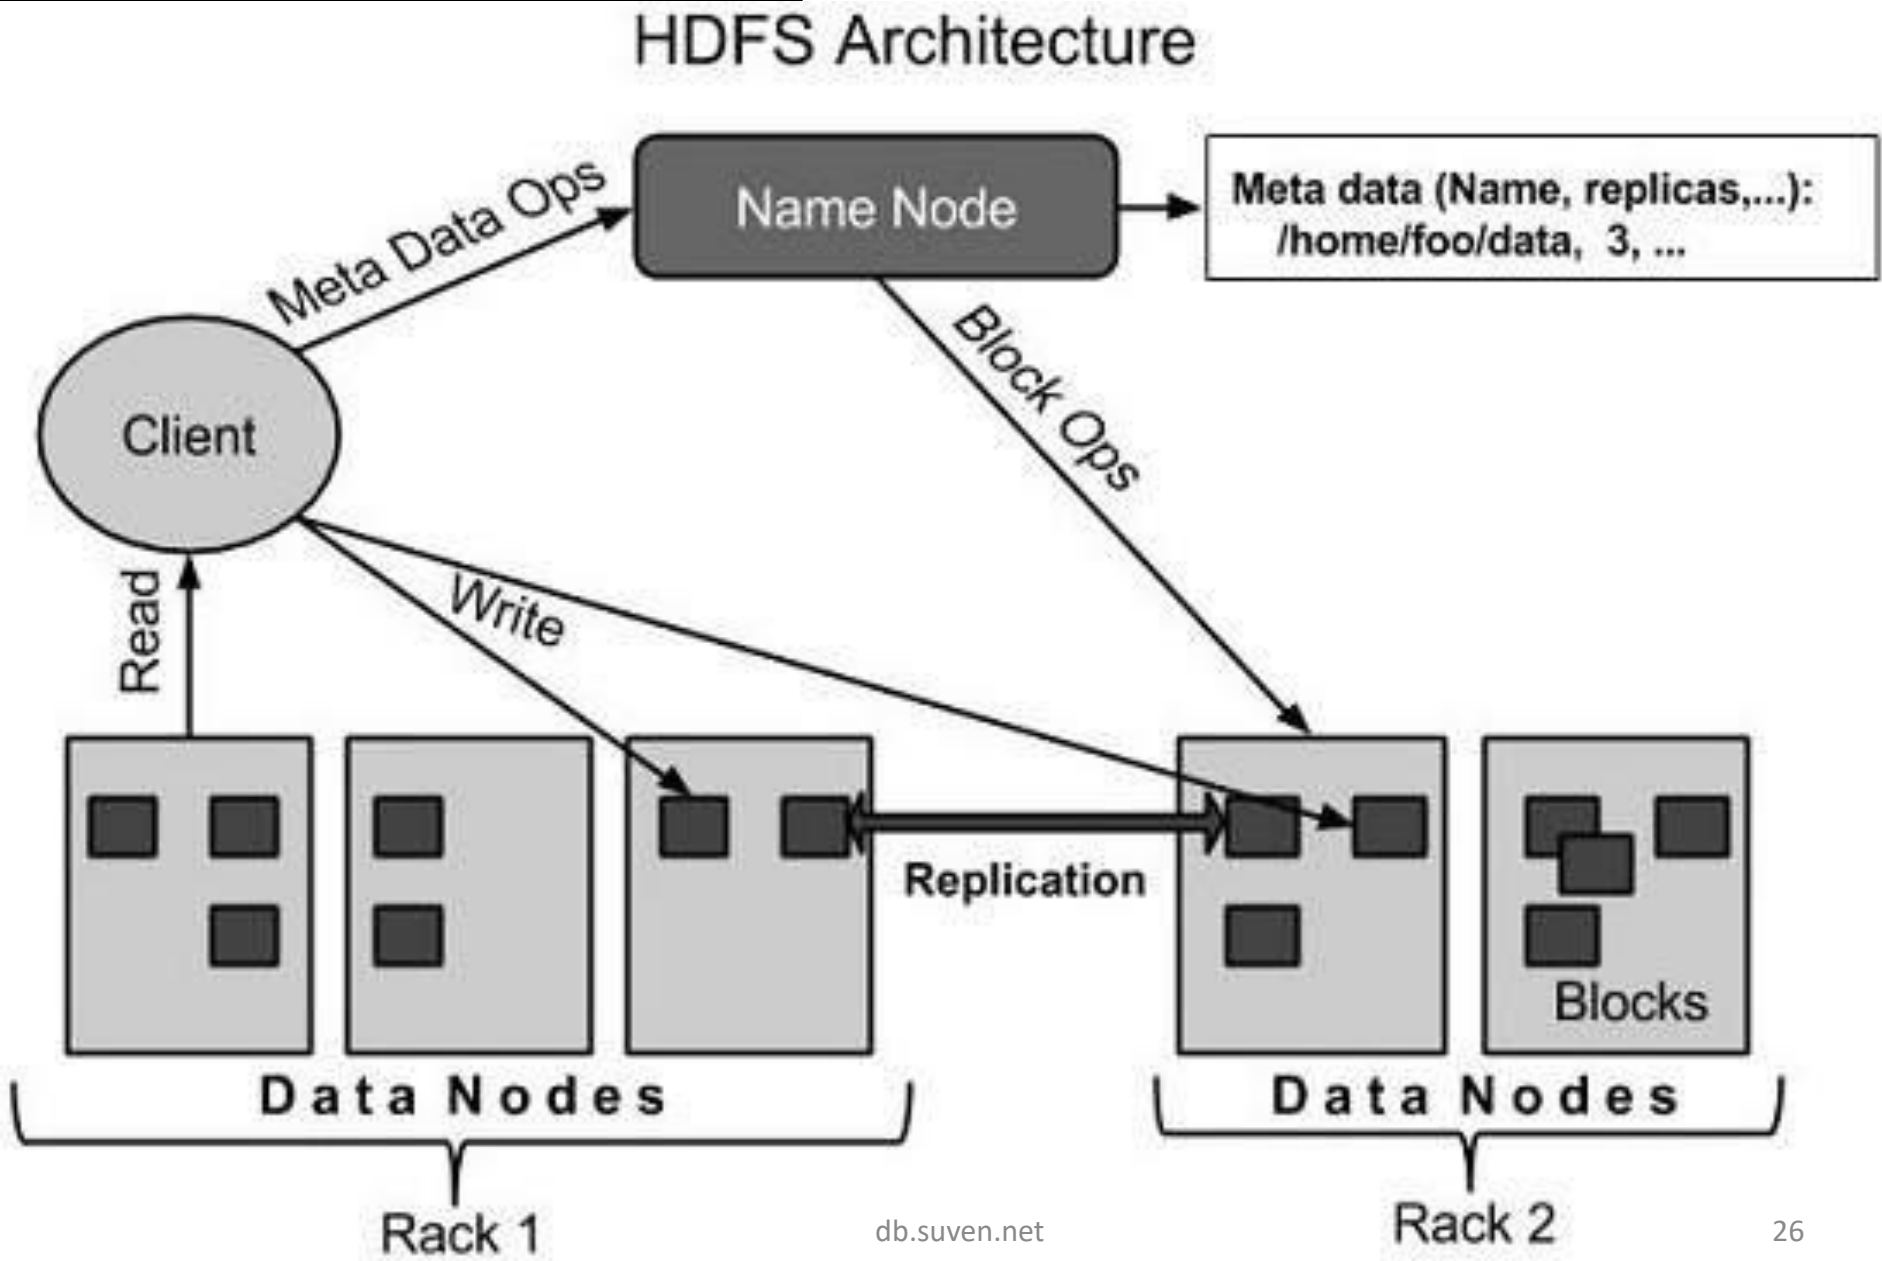 HDFS Architecture
Meta Data Ops
Name Node
Meta data (Name, replicas,...):
/home/foo/data, 3, ...
Block Ops
Client
Read
Write
Replication
Blocks
Data Nodes
Data Nodes
Rack 1
Rack 2
db.suven.net
26